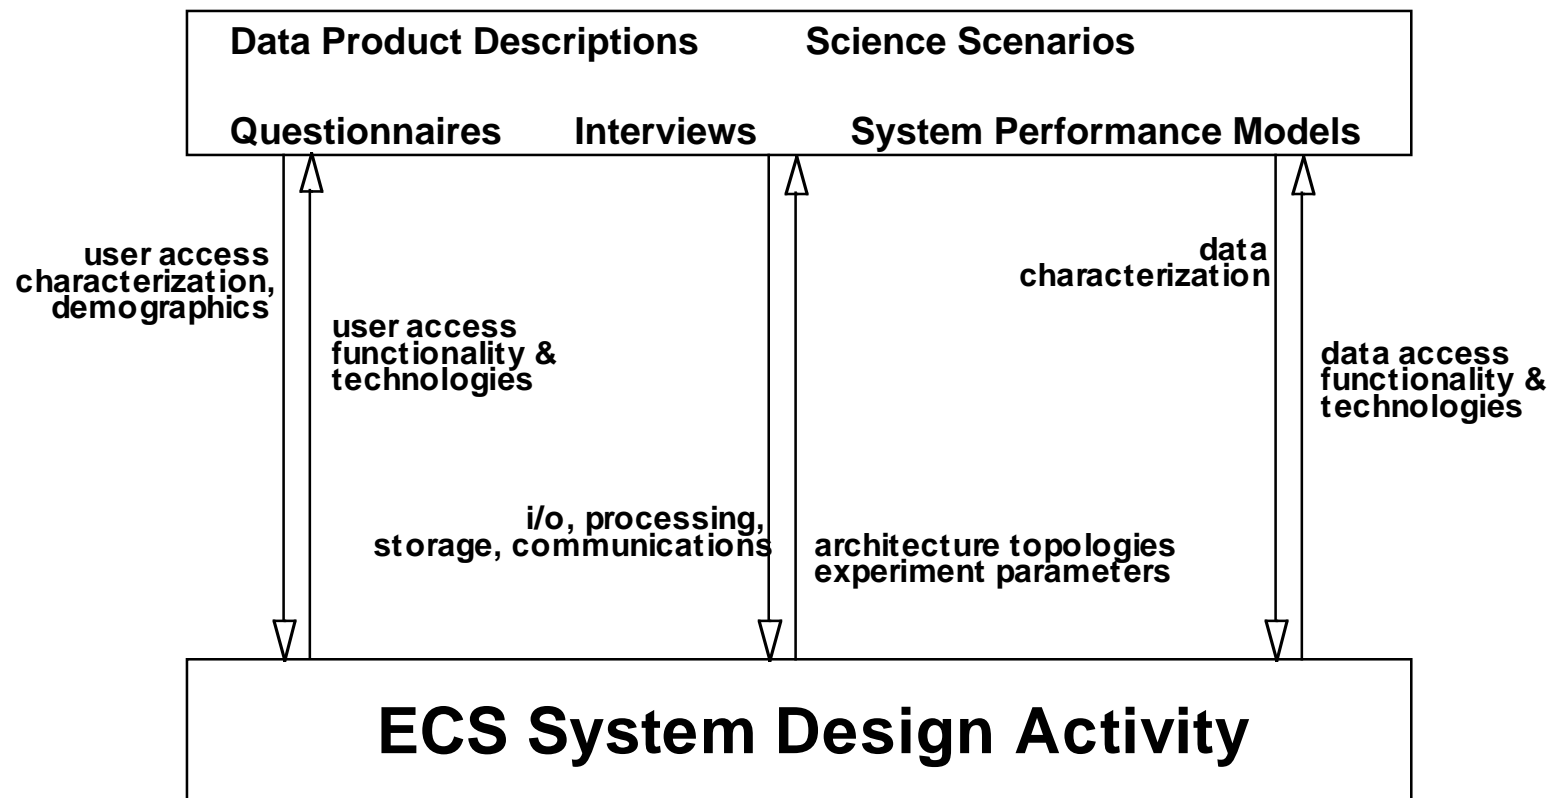 Data Product Descriptions
Science Scenarios
Questionnaires
Interviews
System Performance Models
user access
characterization,
demographics
user access
functionality &
technologies
i/o, processing,
storage, communications
architecture topologies
experiment parameters
data
characterization
data access
functionality &
technologies
ECS System Design Activity